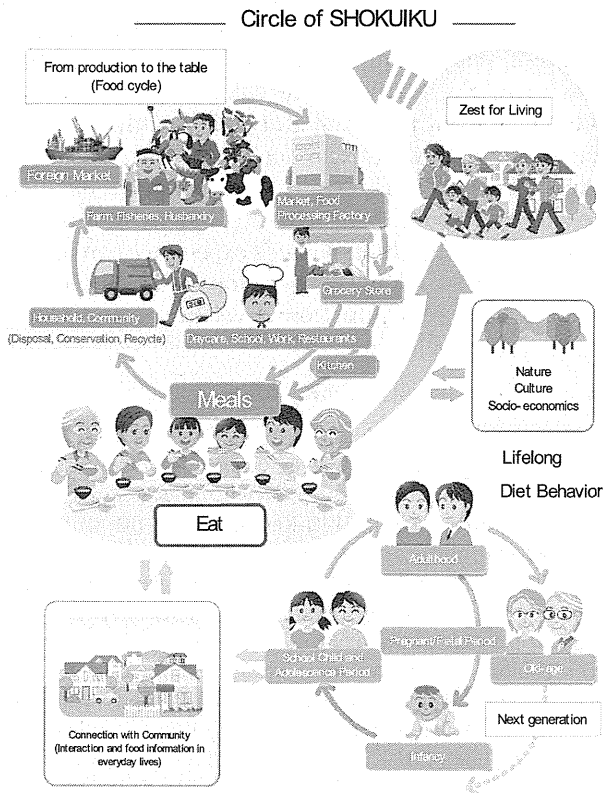 Circle of SHOKUIKU
From production to the table
(Food cycle)
Zest for Living
Foreign Market
Farm, Fisheries, Husbandry
Market, Food
Processing Factory
Grocery Store
Household, Community
(Disposal, Conservation, Recycle)
Daycare, School, Work, Restaurants
Kitchen
Meals
Nature
Culture
Socio- economics
Eat
Lifelong
Diet Behavior
Adulthood
School Child and
Adolescence Period
Pregnant/Fretal Period
Old-age
Next generation
Infancy
Connection with Community
(Interaction and food information in
everyday lives)